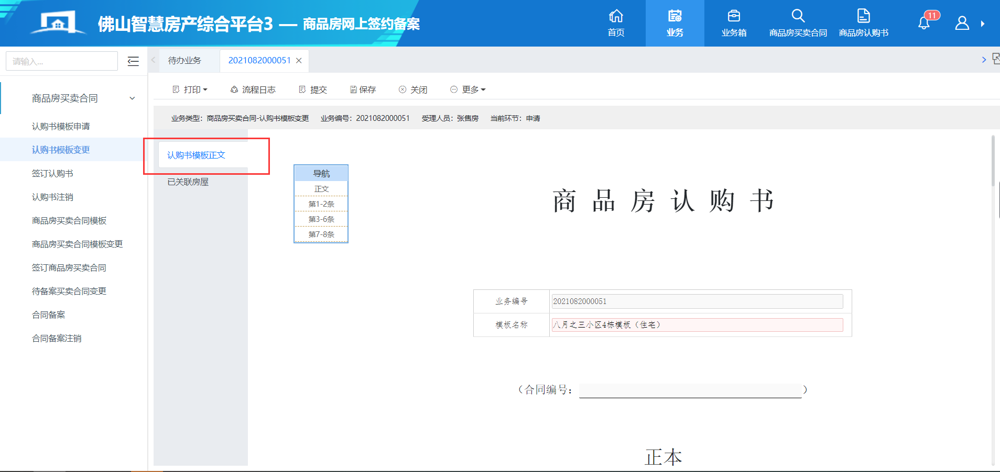 佛山智慧房产综合平台3 — 商品房网上签约备案
首页
业务
业务箱
商品房买卖合同
商品房认购书
11
请输入...
待办业务
2021082000051
打印
流程日志
提交
保存
关闭
更多
业务类型：商品房买卖合同-认购书模板变更 业务编号：2021082000051 受理人员：张售房 当前环节：申请
商品房买卖合同
认购书模板申请
认购书模板变更
签订认购书
认购书注销
商品房买卖合同模板
商品房买卖合同模板变更
签订商品房买卖合同
待备案买卖合同变更
合同备案
合同备案注销
认购书模板正文
已关联房屋
导航
正文
第1-2条
第3-6条
第7-8条
商品房认购书
业务编号 2021082000051
模板名称 八月之三小区4栋模板（住宅）
（合同编号： ）
正本